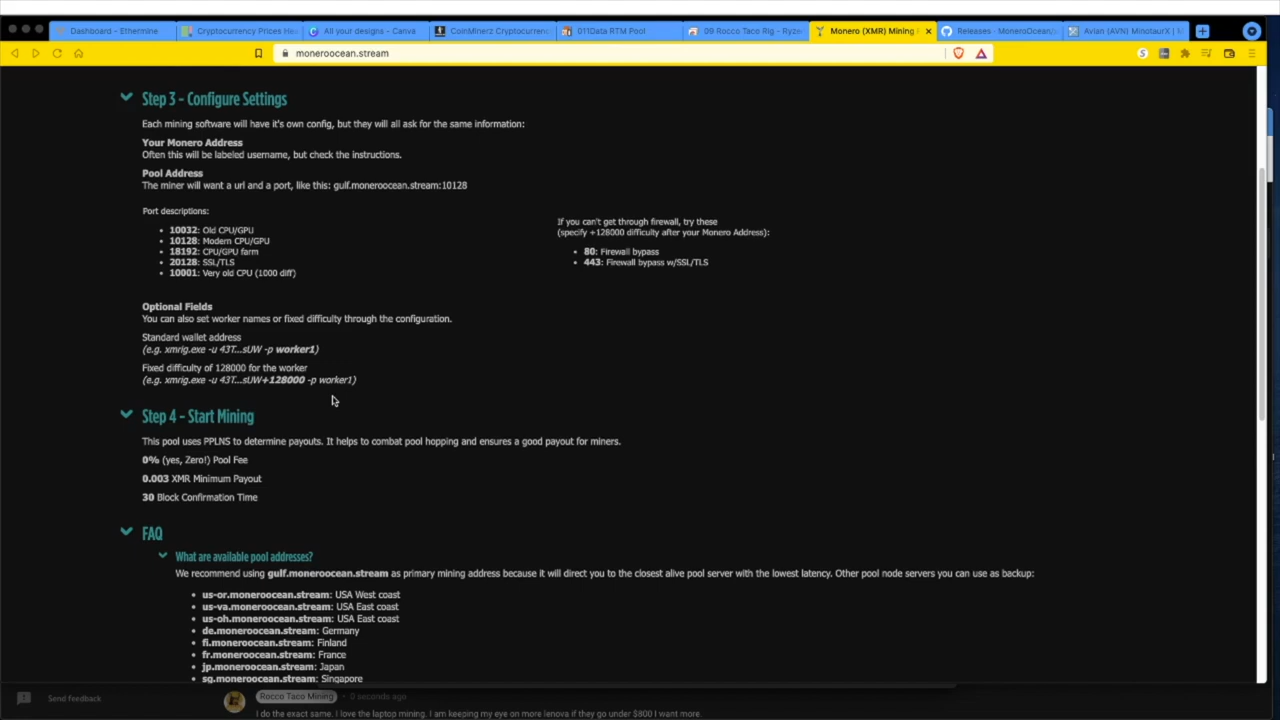 Dashboard - Ethermine
Cryptocurrency Prices Hea
All your designs - Canva
ComMinerz Cryptocurrenc
011Data RTM Pool
09 Rocco Taco Rig - Ryze
Monero (XMR) Mining
Releases · MoneroOcean/
Avian (AVN) MinotaurX | M
moneroocean.stream
Step 3 - Configure Settings
Each mining software will have it's own config, but they will all ask for the same information:
Your Monero Address
Often this will be labeled username, but check the instructions.
Pool Address
The miner will want a url and a port, like this: gulf.moneroocean.stream:10128
Port descriptions:
10032: Old CPU/GPU
10128: Modern CPU/GPU
18192: CPU/GPU farm
20128: SSL/TLS
10001: Very old CPU (1000 diff)
If you can't get through firewall, try these
(specify +128000 difficulty after your Monero Address):
80: Firewall bypass
443: Firewall bypass w/SSL/TLS
Optional Fields
You can also set worker names or fixed difficulty through the configuration.
Standard wallet address
(e.g. xmrig.exe -u 43T...sUW -p worker1)
Fixed difficulty of 128000 for the worker
(e.g. xmrig.exe -u 43T...sUW+128000 -p worker1)
Step 4 - Start Mining
This pool uses PPLNS to determine payouts. It helps to combat pool hopping and ensures a good payout for miners.
0% (yes, Zero!) Pool Fee
0.003 XMR Minimum Payout
30 Block Confirmation Time
FAQ
What are available pool addresses?
We recommend using gulf.moneroocean.stream as primary mining address because it will direct you to the closest alive pool server with the lowest latency. Other pool node servers you can use as backup:
us-or.moneroocean.stream: USA West coast
us-va.moneroocean.stream: USA East coast
us-oh.moneroocean.stream: USA East coast
de.moneroocean.stream: Germany
fi.moneroocean.stream: Finland
fr.moneroocean.stream: France
jp.moneroocean.stream: Japan
sg.moneroocean.stream: Singapore
Send feedback
Rocco Taco Mining • 0 seconds ago
I do the exact same. I love the laptop mining. I am keeping my eye on more lenova if they go under $800 I want more.